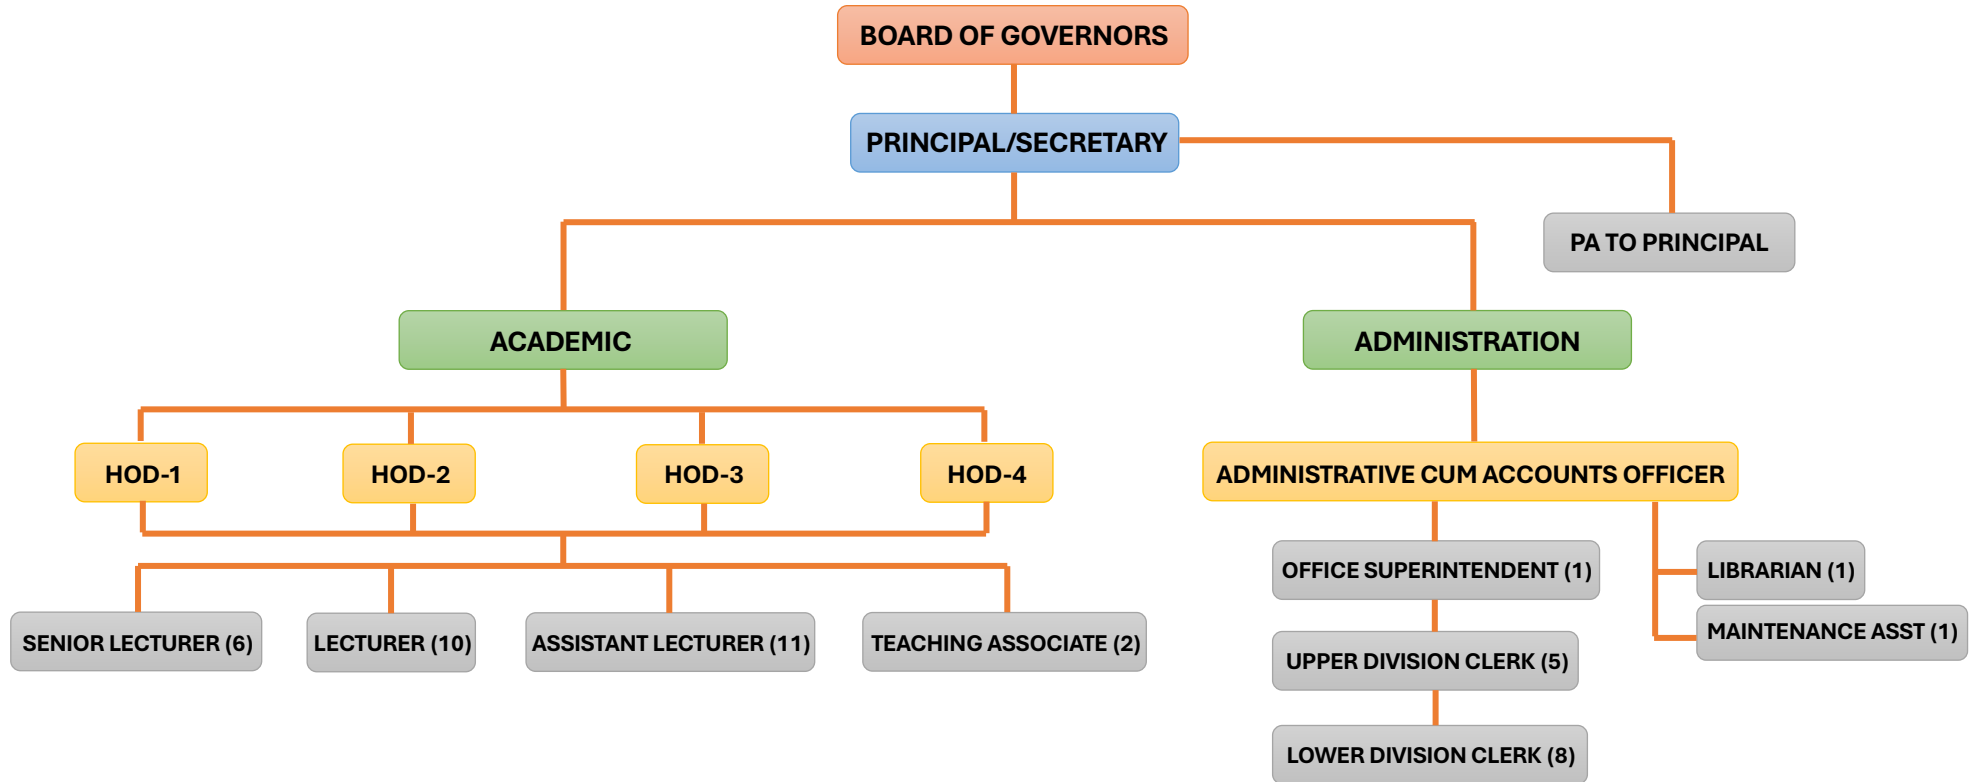 BOARD OF GOVERNORS
PRINCIPAL/SECRETARY
PA TO PRINCIPAL
ACADEMIC
ADMINISTRATION
HOD-1
HOD-2
HOD-3
HOD-4
ADMINISTRATIVE CUM ACCOUNTS OFFICER
SENIOR LECTURER (6)
LECTURER (10)
ASSISTANT LECTURER (11)
TEACHING ASSOCIATE (2)
OFFICE SUPERINTENDENT (1)
LIBRARIAN (1)
MAINTENANCE ASST (1)
UPPER DIVISION CLERK (5)
LOWER DIVISION CLERK (8)